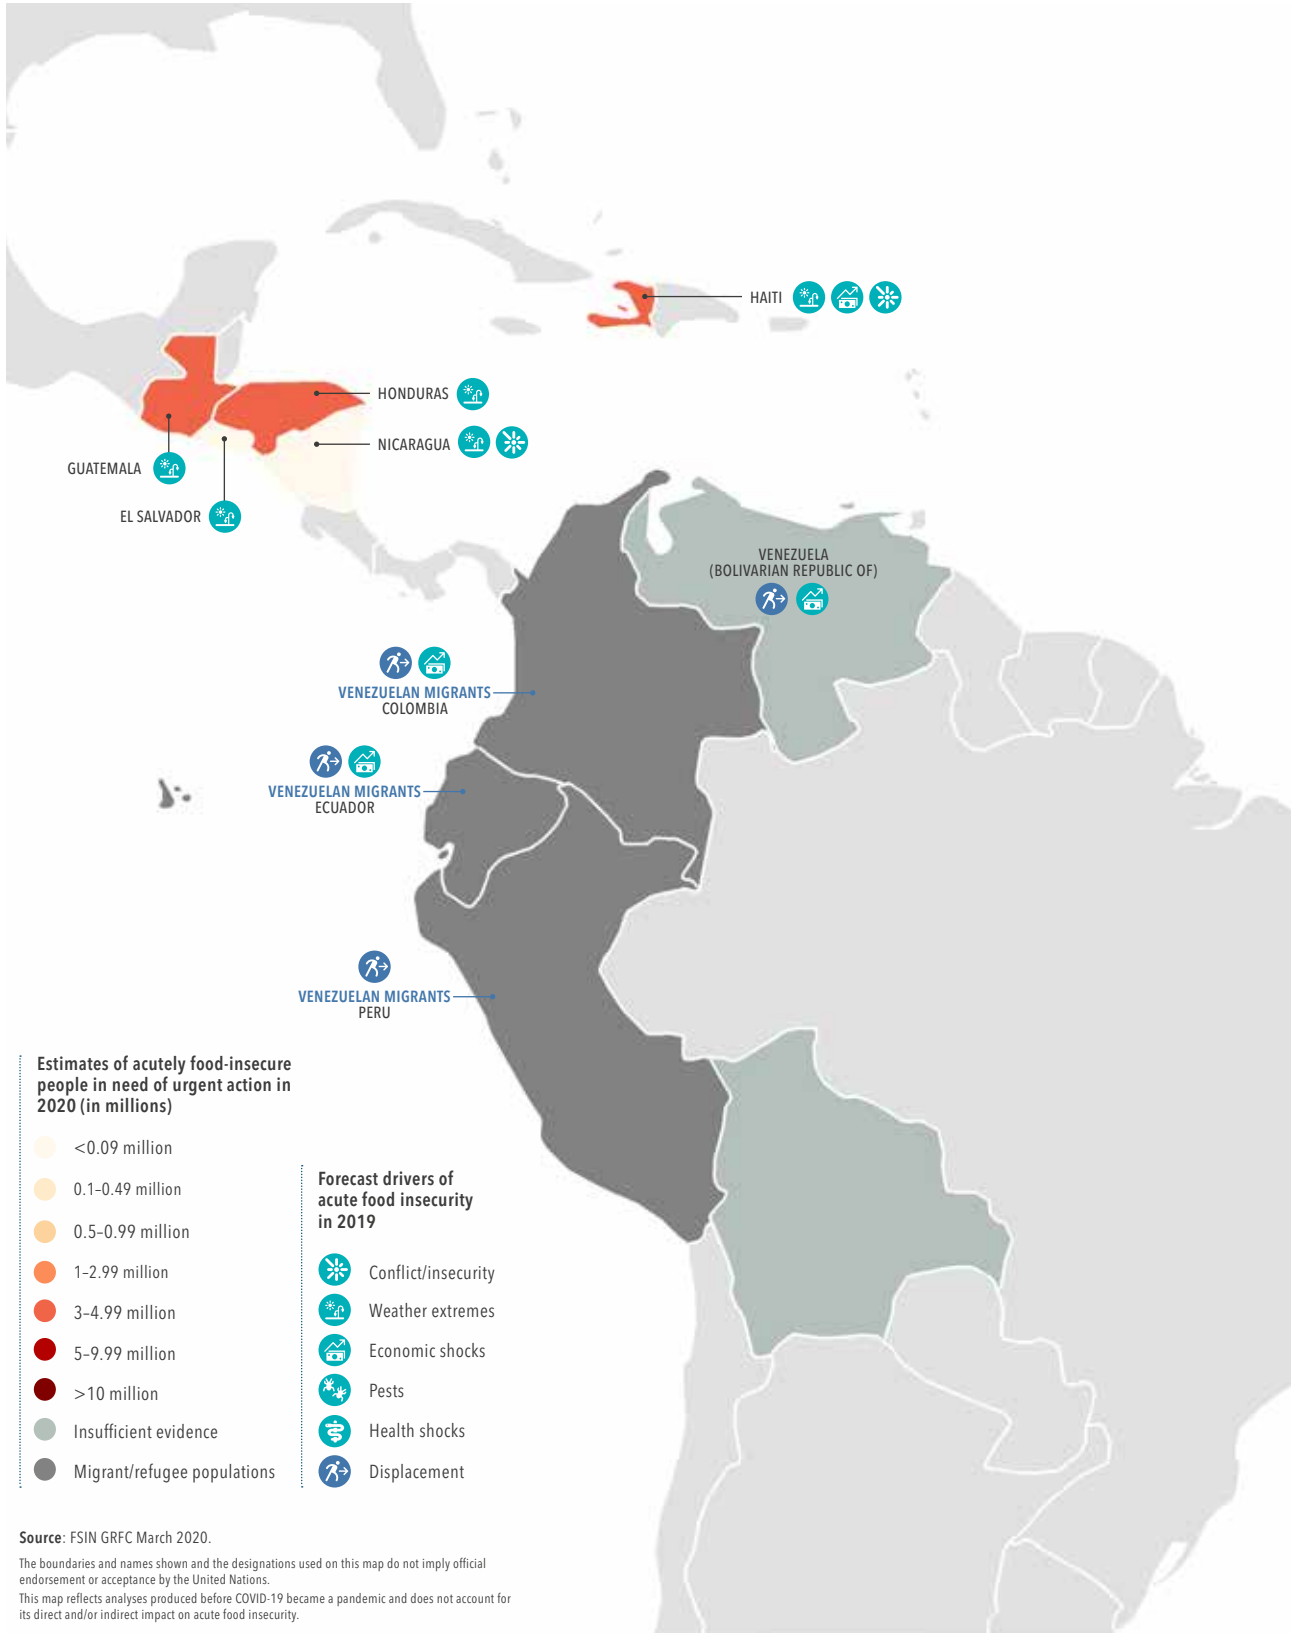 HAITI
HONDURAS
NICARAGUA
GUATEMALA
EL SALVADOR
VENEZUELA
(BOLIVARIAN REPUBLIC OF)
VENEZUELAN MIGRANTS
COLOMBIA
VENEZUELAN MIGRANTS
ECUADOR
VENEZUELAN MIGRANTS
PERU
Estimates of acutely food-insecure
people in need of urgent action in
2020 (in millions)
<0.09 million
0.1–0.49 million
0.5–0.99 million
1–2.99 million
3–4.99 million
5–9.99 million
>10 million
Insufficient evidence
Migrant/refugee populations
Forecast drivers of
acute food insecurity
in 2019
Conflict/insecurity
Weather extremes
Economic shocks
Pests
Health shocks
Displacement
Source: FSIN GRFC March 2020.
The boundaries and names shown and the designations used on this map do not imply official
endorsement or acceptance by the United Nations.
This map reflects analyses produced before COVID-19 became a pandemic and does not account for
its direct and/or indirect impact on acute food insecurity.